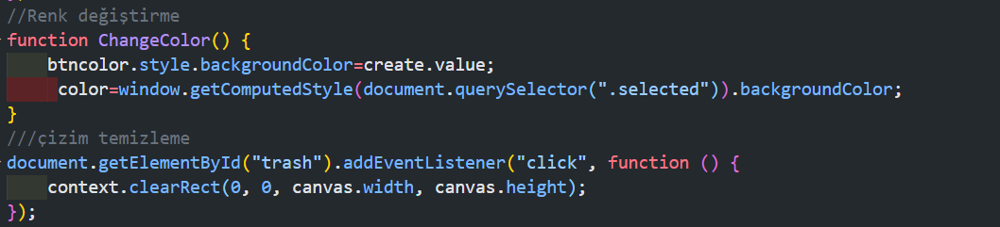 //Renk değiştirme
function ChangeColor() {
    btncolor.style.backgroundColor=create.value;
     color=window.getComputedStyle(document.querySelector(".selected")).backgroundColor;
}
///çizim temizleme
document.getElementById("trash").addEventListener("click", function () {
    context.clearRect(0, 0, canvas.width, canvas.height);
});